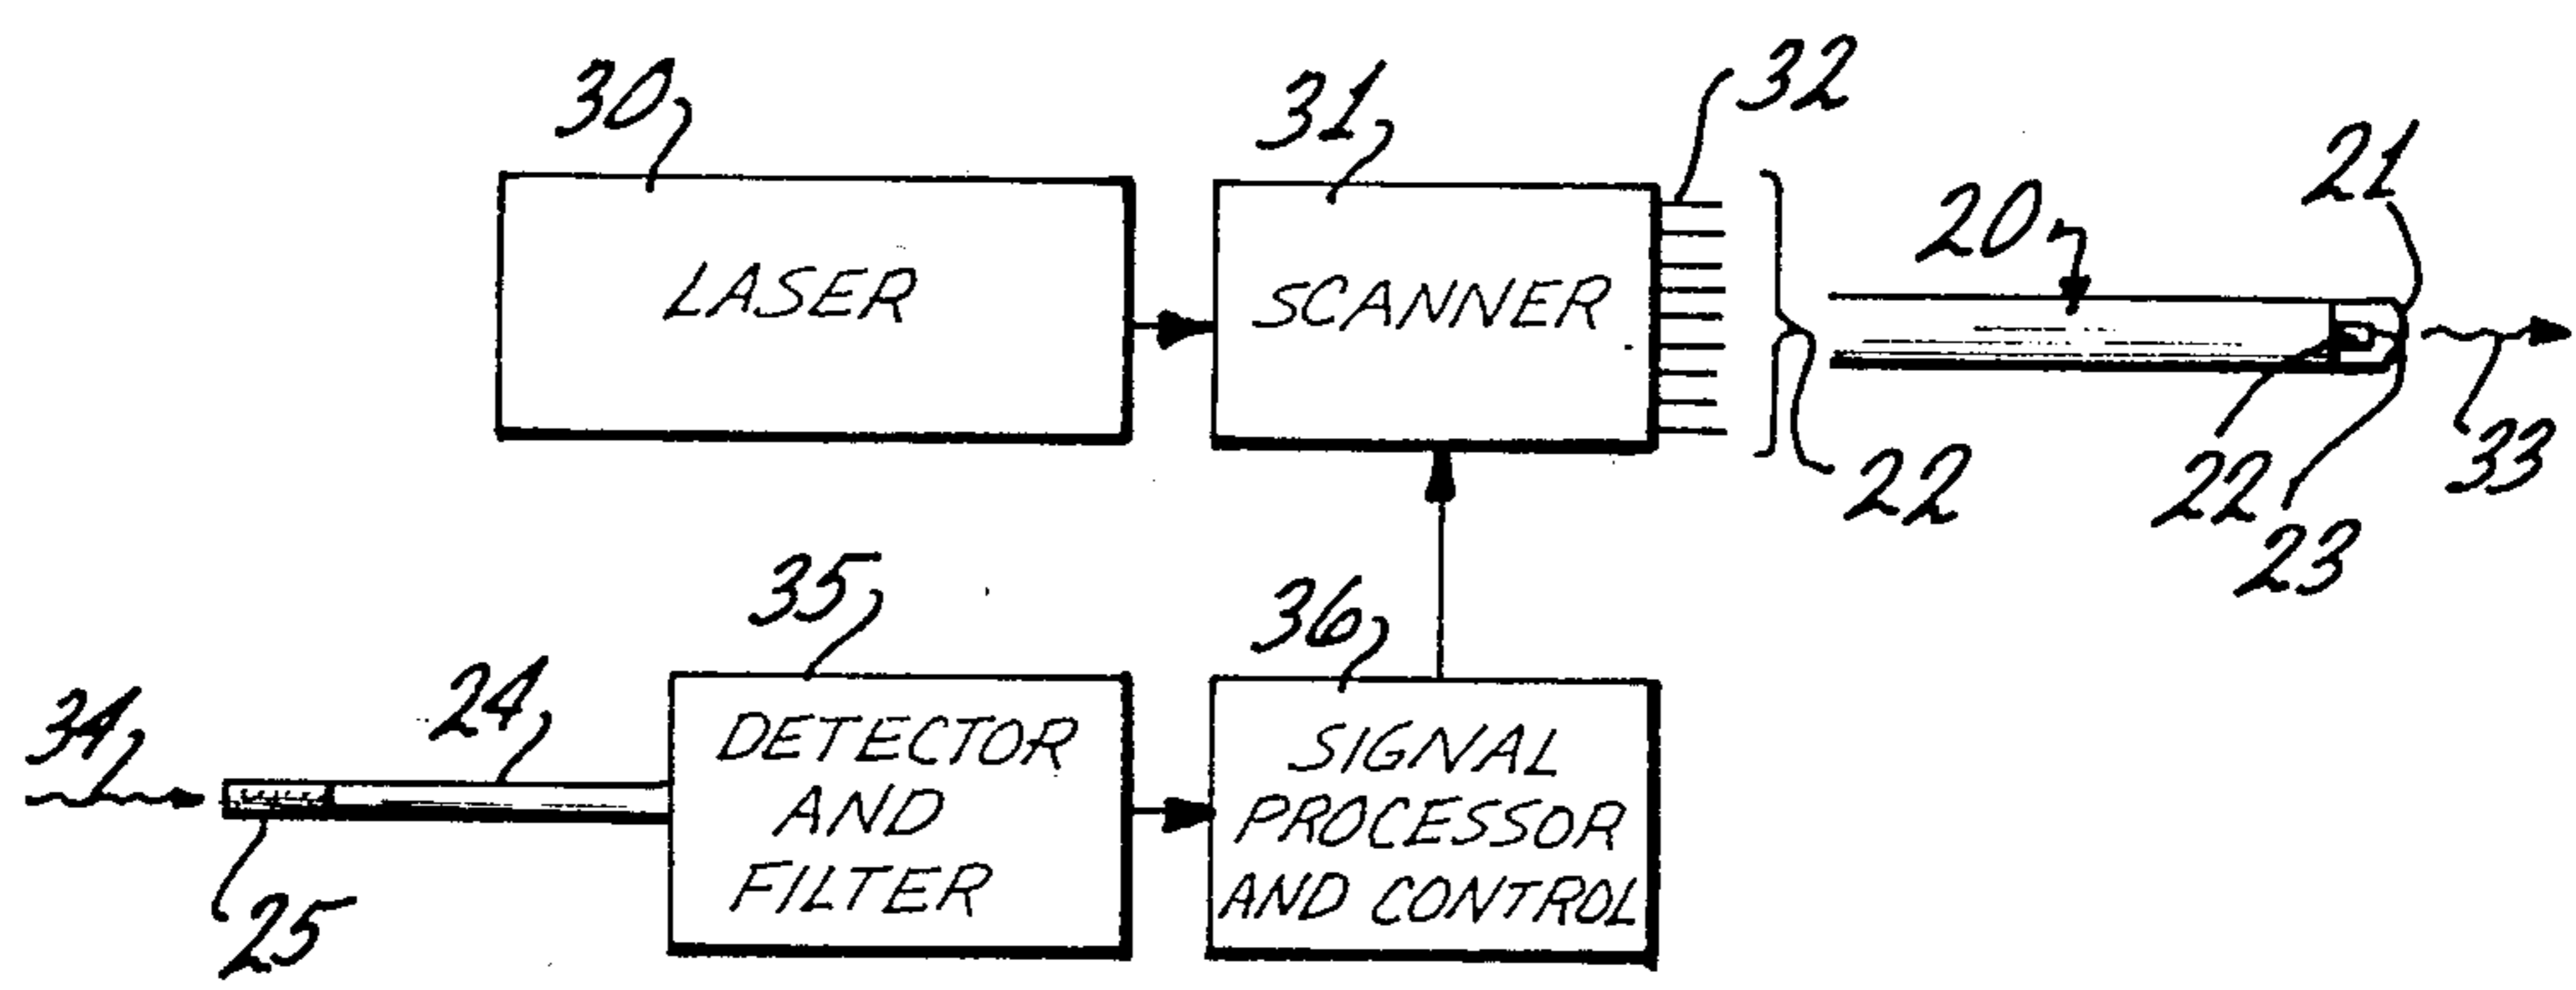 30
31
32
21
20
LASER
SCANNER
22
22
23
33
35
36
34
24
25
DETECTOR
AND
FILTER
SIGNAL
PROCESSOR
AND CONTROL